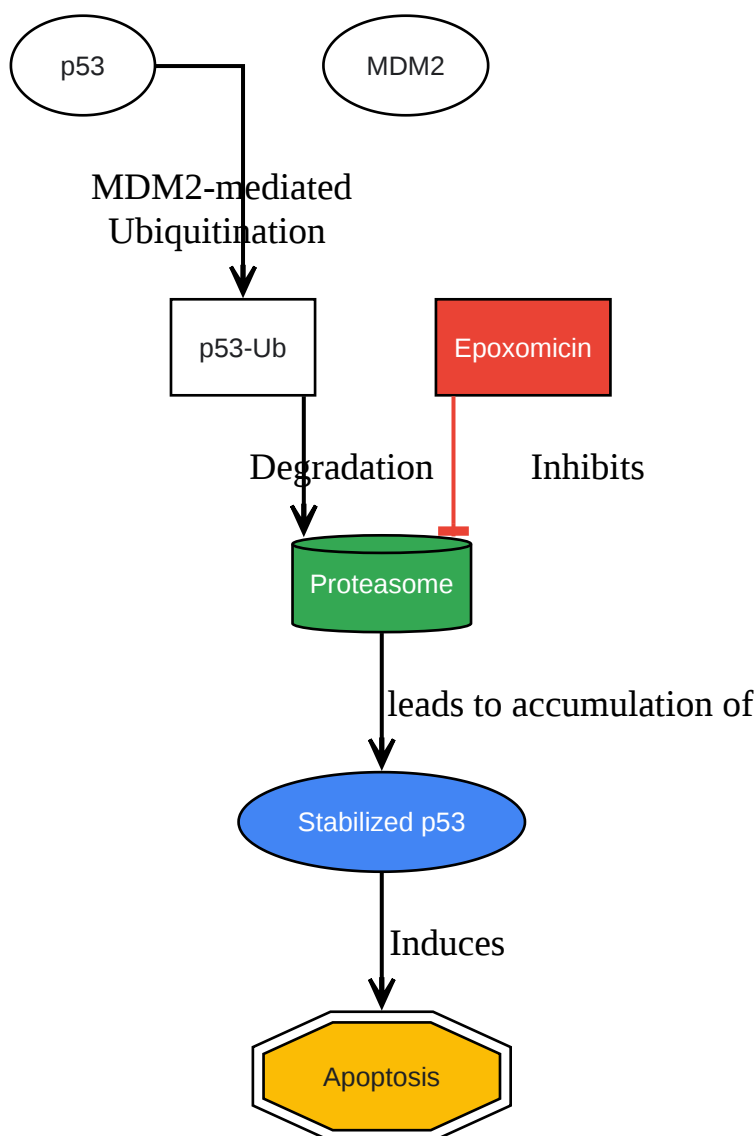 p53
MDM2
MDM2-mediated
Ubiquitination
p53-Ub
Epoxomicin
Degradation
Inhibits
Proteasome
leads to accumulation of
Stabilized p53
Induces
Apoptosis